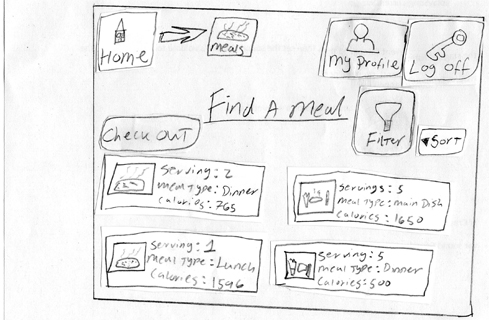 Home
meals
My Profile
Log Off
Find A Meal
Check Out
Filter
Sort
Serving: 2
meal Type: Dinner
Calories: 765
Servings: 5
meal Type: main Dish
Calories: 1650
Serving: 1
Meal Type: Lunch
Calories: 1596
Serving: 5
Meal Type: Dinner
Calories: 500